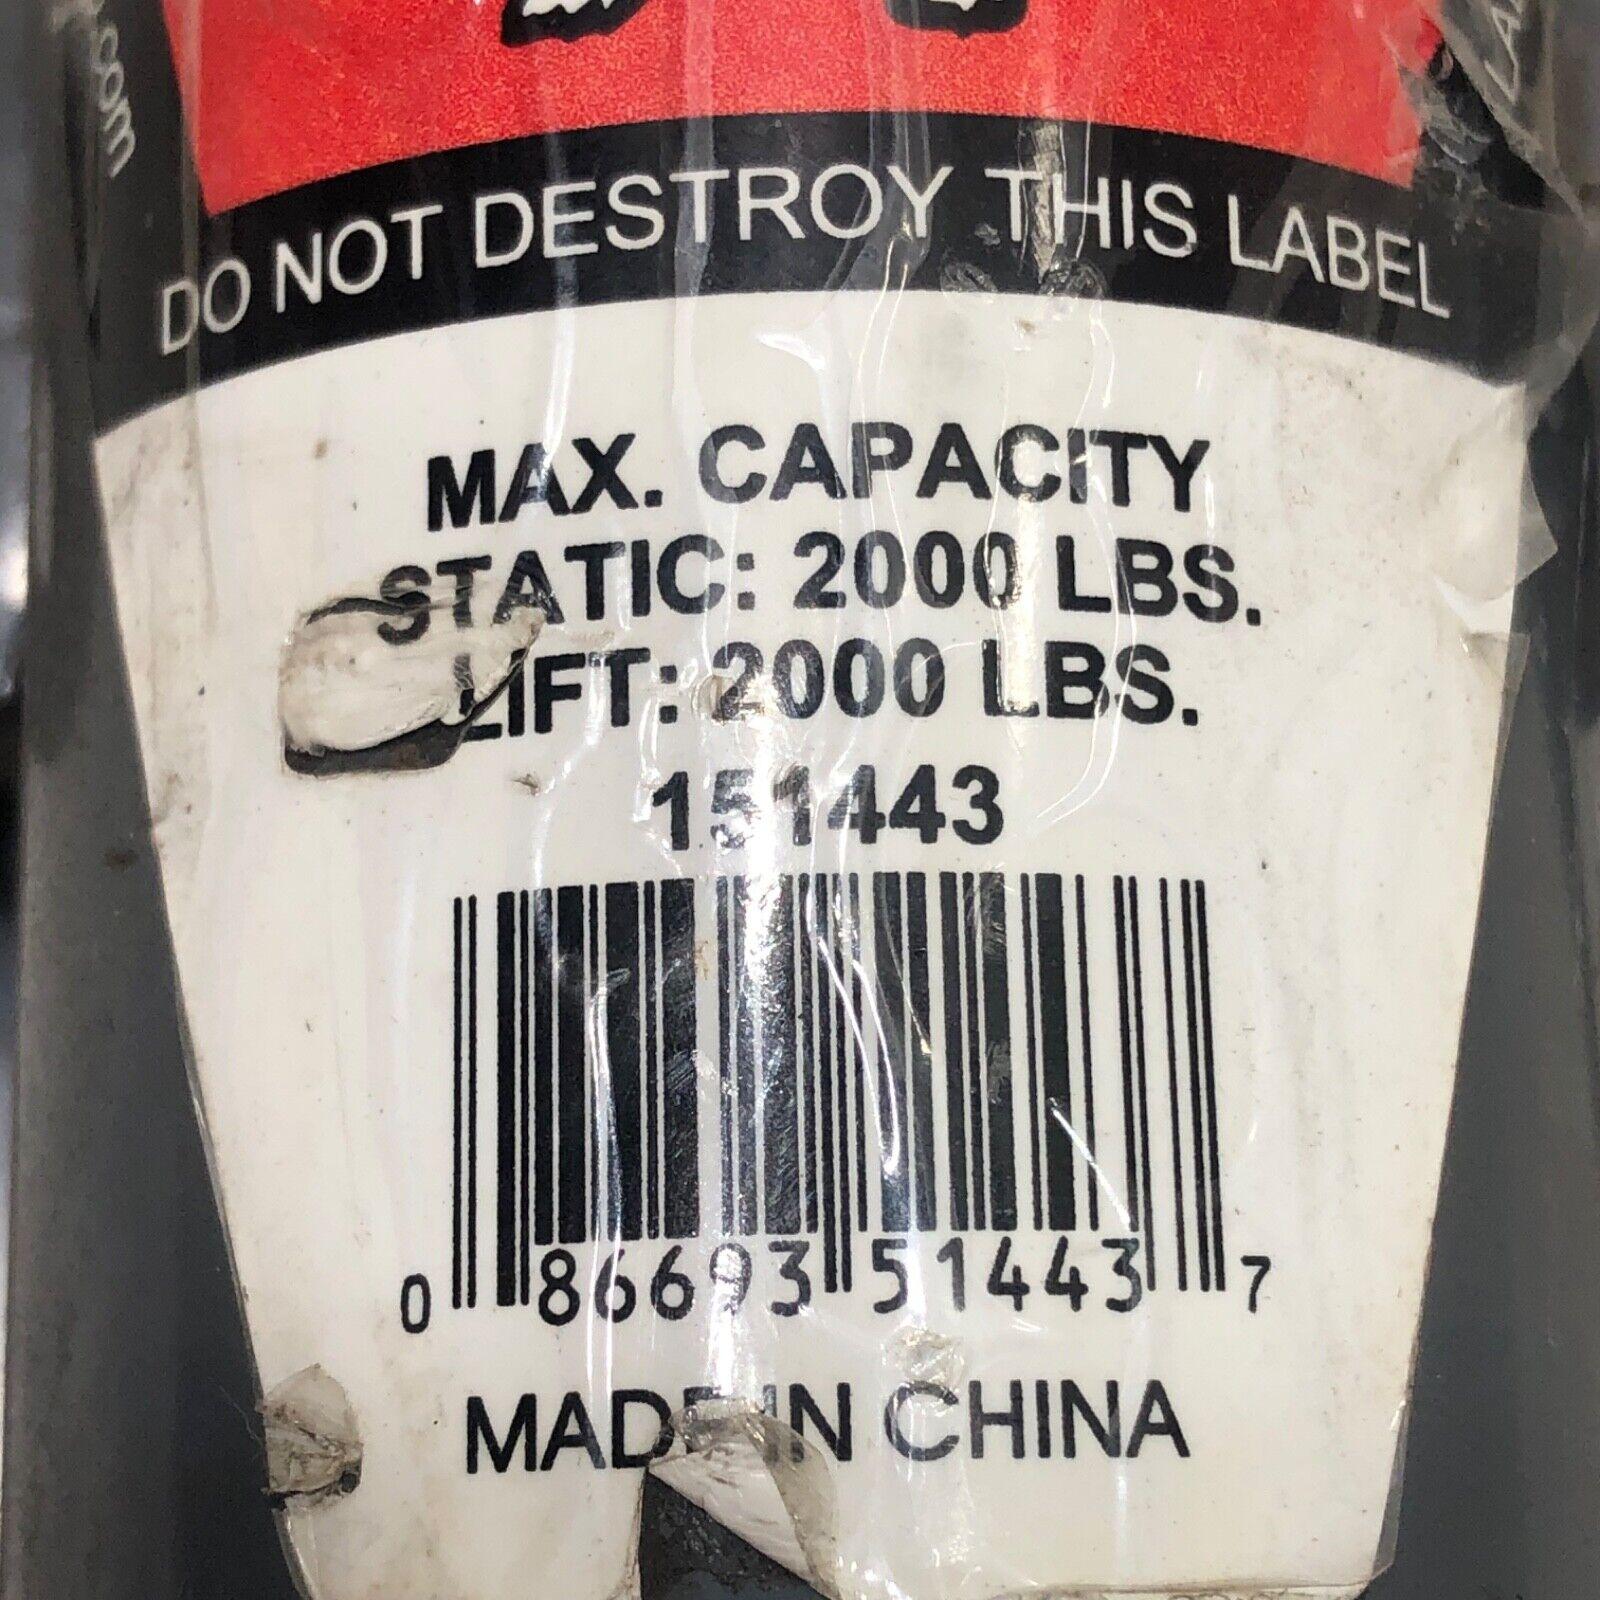 .com
DO NOT DESTROY THIS LABEL
MAX. CAPACITY
STATIC: 2000 LBS.
LIFT: 2000 LBS.
151443
0 86693 51443 7
MADE IN CHINA